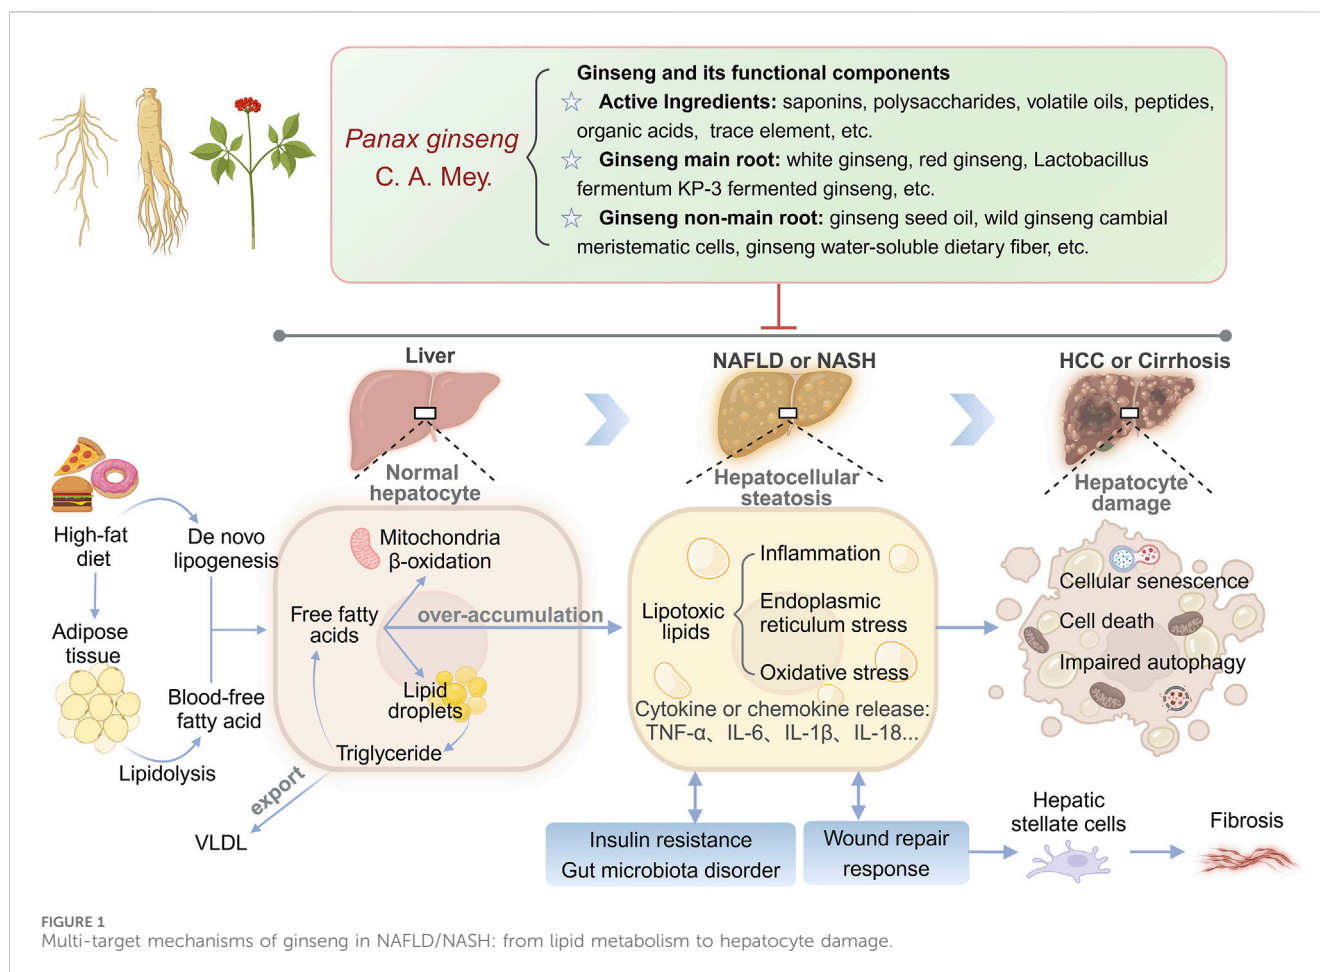 Panax ginseng
C. A. Mey.
Ginseng and its functional components
Active Ingredients: saponins, polysaccharides, volatile oils, peptides,
organic acids, trace element, etc.
Ginseng main root: white ginseng, red ginseng, Lactobacillus
fermentum KP-3 fermented ginseng, etc.
Ginseng non-main root: ginseng seed oil, wild ginseng cambial
meristematic cells, ginseng water-soluble dietary fiber, etc.
Liver
NAFLD or NASH
HCC or Cirrhosis
Normal
hepatocyte
Hepatocellular
steatosis
Hepatocyte
damage
High-fat
diet
De novo
lipogenesis
Adipose
tissue
Blood-free
fatty acid
Lipidolysis
Mitochondria
β-oxidation
Free fatty
acids
over-accumulation
Lipid
droplets
Triglyceride
export
VLDL
Lipotoxic
lipids
Inflammation
Endoplasmic
reticulum stress
Oxidative stress
Cytokine or chemokine release:
TNF-α、IL-6、IL-1β、IL-18...
Cellular senescence
Cell death
Impaired autophagy
Insulin resistance
Gut microbiota disorder
Wound repair
response
Hepatic
stellate cells
Fibrosis
FIGURE 1
Multi-target mechanisms of ginseng in NAFLD/NASH: from lipid metabolism to hepatocyte damage.